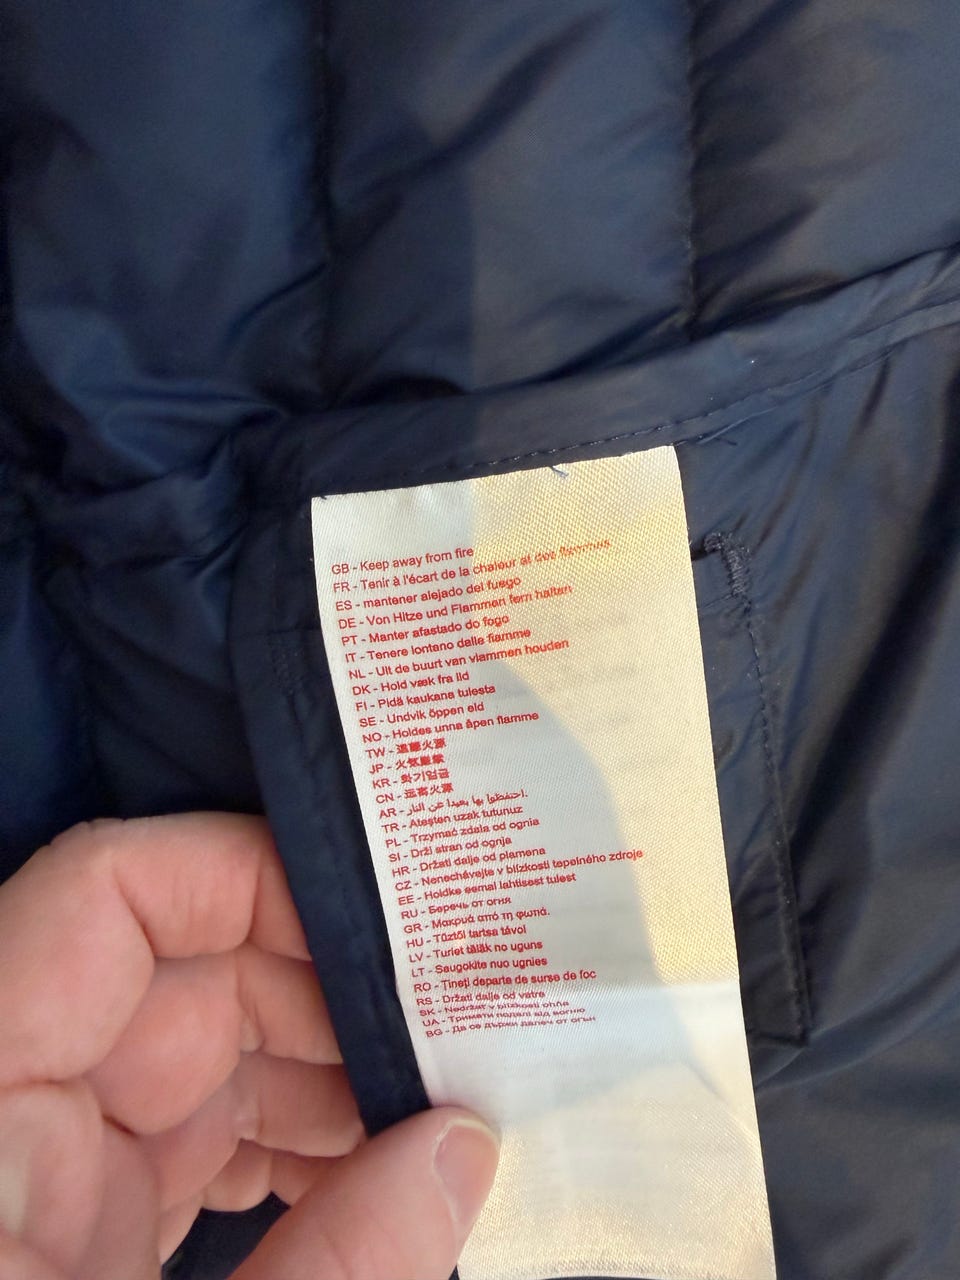 GB - Keep away from fire
FR - Tenir à l'écart de la chaleur et des flammes.
ES - mantener alejado del fuego
DE - Von Hitze und Flammen fern halten
PT - Manter afastado do fogo
IT - Tenere lontano dalle fiamme
NL - Uit de buurt van vlammen houden
DK - Hold væk fra ild
FI - Pidä kaukana tulesta
SE - Undvik öppen eld
NO - Holdes unna åpen flamme
TW - 遠離火源
JP - 火気厳禁
KR - 화기엄금
CN - 远离火源
AR - احتفظوا بها بعيدا عن النار.
TR - Ateşten uzak tutunuz
PL - Trzymać zdala od ognia
SI - Drži stran od ognja
HR - Držati dalje od plamena
CZ - Nenechávejte v blízkosti tepelného zdroje
EE - Hoidke eemal lahtisest tulest
RU - Беречь от огня
GR - Μακρυά από τη φωτιά.
HU - Tűztől tartsa távol
LV - Turiet tālāk no uguns
LT - Saugokite nuo ugnies
RO - Țineți departe de surse de foc
RS - Držati dalje od vatre
SK - Nedržať v blízkosti ohňa
UA - Тримати подалі від вогню
BG - Да се държи далеч от огън